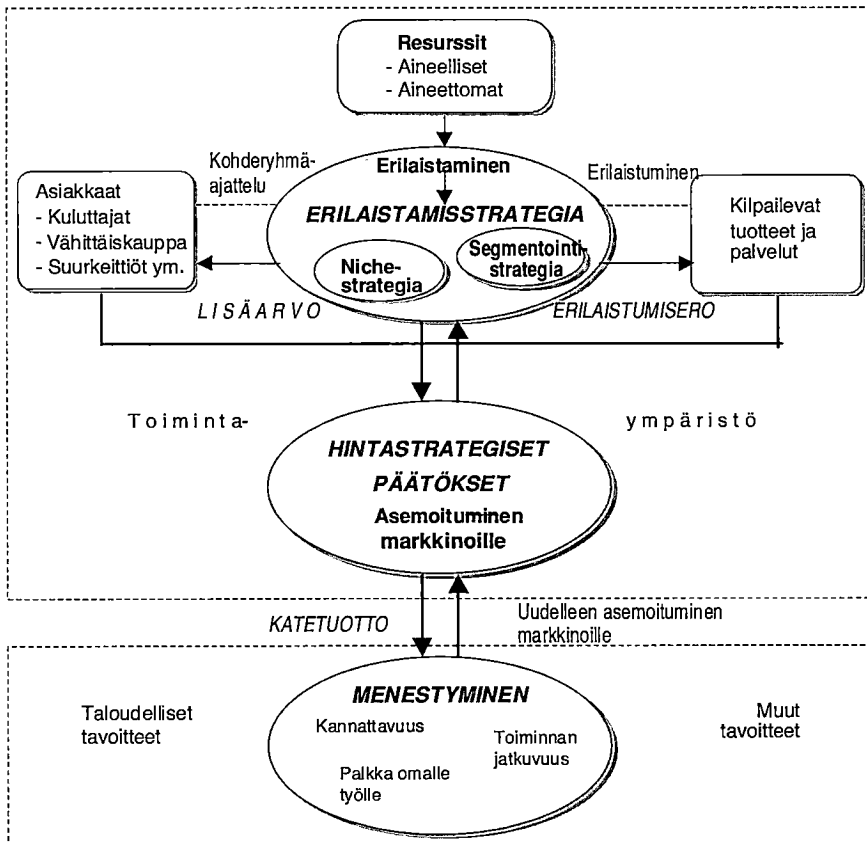 Resurssit
- Aineelliset
- Aineettomat
Kohderyhmä-
ajattelu
Erilaistaminen
Erilaistuminen
Asiakkaat
- Kuluttajat
- Vähittäiskauppa
- Suurkeittiöt ym.
ERILAISTAMISSTRATEGIA
Niche-
strategia
Segmentointi-
strategia
Kilpailevat
tuotteet ja
palvelut
LISÄARVO
ERILAISTUMISERO
Toiminta-
ympäristö
HINTASTRATEGISET
PÄÄTÖKSET
Asemoituminen
markkinoille
KATETUOTTO
Uudelleen asemoituminen
markkinoille
MENESTYMINEN
Taloudelliset
tavoitteet
Kannattavuus
Toiminnan
jatkuvuus
Palkka omalle
työlle
Muut
tavoitteet